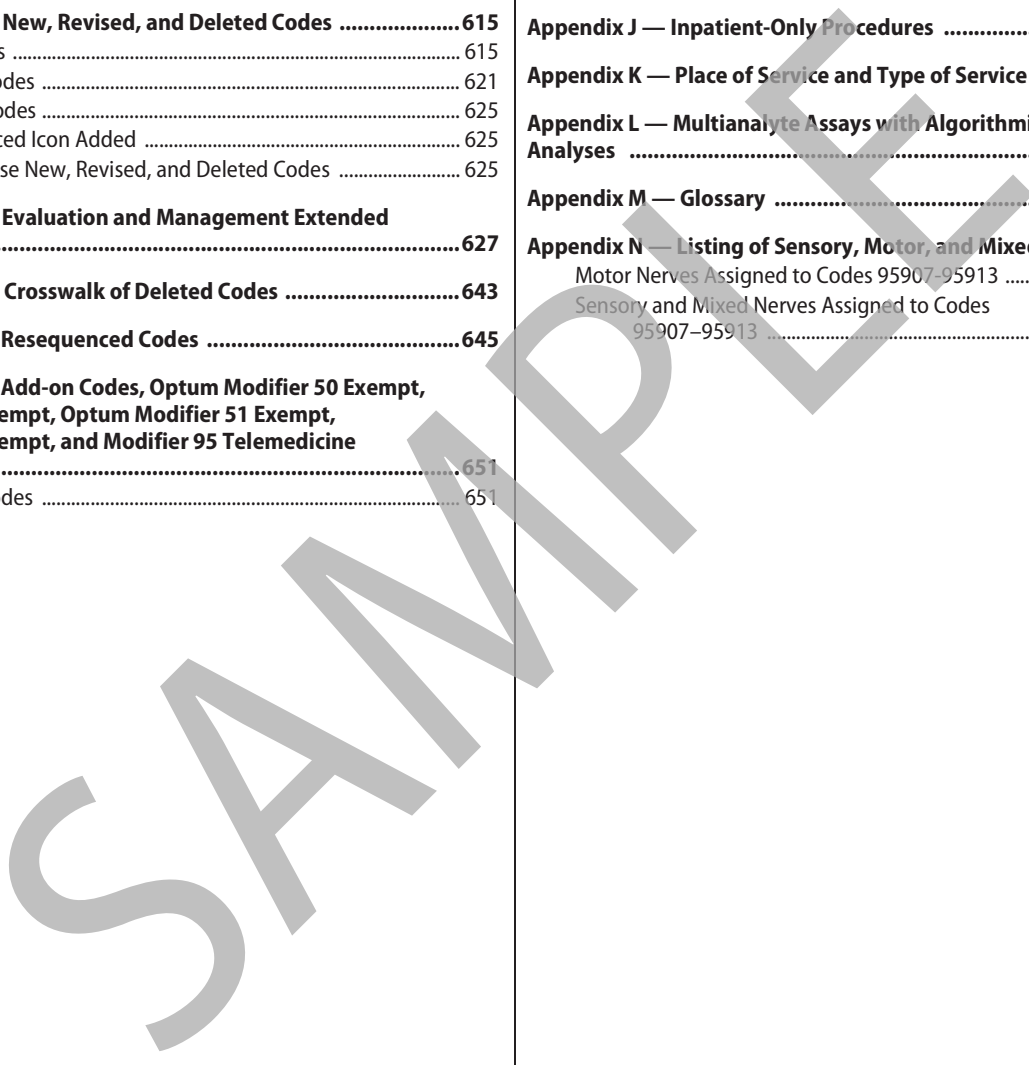 New, Revised, and Deleted Codes ....................615
s ........................................................................... 615
odes ...................................................................... 621
odes ...................................................................... 625
ted Icon Added ..................................................... 625
se New, Revised, and Deleted Codes ..................... 625
Evaluation and Management Extended
.............................................................................627
Crosswalk of Deleted Codes .............................643
Resequenced Codes ..........................................645
Add-on Codes, Optum Modifier 50 Exempt,
empt, Optum Modifier 51 Exempt,
empt, and Modifier 95 Telemedicine
.............................................................................651
des ...................................................................... 651
Appendix J — Inpatient-Only Procedures ...............
Appendix K — Place of Service and Type of Service
Appendix L — Multianalyte Assays with Algorithmi
Analyses ....................................................................
Appendix M — Glossary ...........................................
Appendix N — Listing of Sensory, Motor, and Mixed
Motor Nerves Assigned to Codes 95907-95913 .....
Sensory and Mixed Nerves Assigned to Codes
95907–95913 ..............................................
SAMPLE